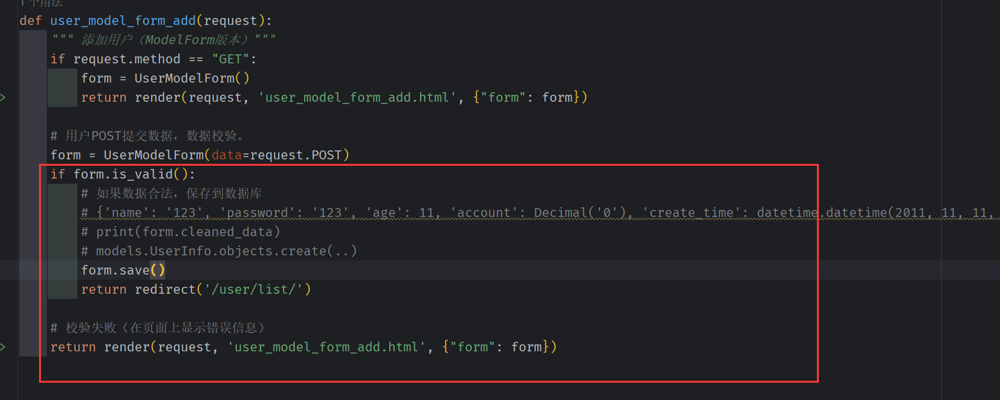 1个用法
def user_model_form_add(request):
""" 添加用户（ModelForm版本）"""
if request.method == "GET":
form = UserModelForm()
return render(request, 'user_model_form_add.html', {"form": form})
# 用户POST提交数据，数据校验。
form = UserModelForm(data=request.POST)
if form.is_valid():
# 如果数据合法，保存到数据库
# {'name': '123', 'password': '123', 'age': 11, 'account': Decimal('0'), 'create_time': datetime.datetime(2011, 11, 11,
# print(form.cleaned_data)
# models.UserInfo.objects.create(..)
form.save()
return redirect('/user/list/')
# 校验失败（在页面上显示错误信息）
return render(request, 'user_model_form_add.html', {"form": form})